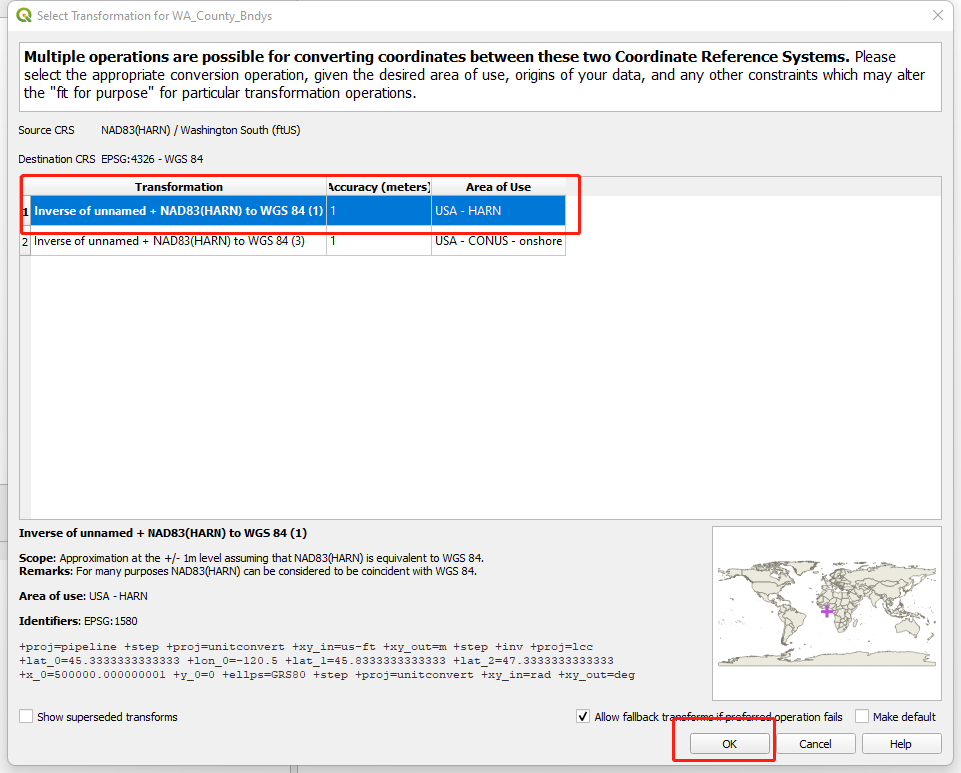 Select Transformation for WA_County_Bndys
Multiple operations are possible for converting coordinates between these two Coordinate Reference Systems. Please
select the appropriate conversion operation, given the desired area of use, origins of your data, and any other constraints which may alter
the "fit for purpose" for particular transformation operations.
Source CRS NAD83(HARN) / Washington South (ftUS)
Destination CRS EPSG:4326 - WGS 84
Transformation Accuracy (meters) Area of Use
1 Inverse of unnamed + NAD83(HARN) to WGS 84 (1) 1 USA - HARN
2 Inverse of unnamed + NAD83(HARN) to WGS 84 (3) 1 USA - CONUS - onshore
Inverse of unnamed + NAD83(HARN) to WGS 84 (1)
Scope: Approximation at the +/- 1m level assuming that NAD83(HARN) is equivalent to WGS 84.
Remarks: For many purposes NAD83(HARN) can be considered to be coincident with WGS 84.
Area of use: USA - HARN
Identifiers: EPSG:1580
+proj=pipeline +step +proj=unitconvert +xy_in=us-ft +xy_out=m +step +inv +proj=lcc
+lat_0=45.3333333333333 +lon_0=-120.5 +lat_1=45.8333333333333 +lat_2=47.3333333333333
+x_0=500000.000000001 +y_0=0 +ellps=GRS80 +step +proj=unitconvert +xy_in=rad +xy_out=deg
Show superseded transforms
Allow fallback transforms if preferred operation fails
Make default
OK
Cancel
Help